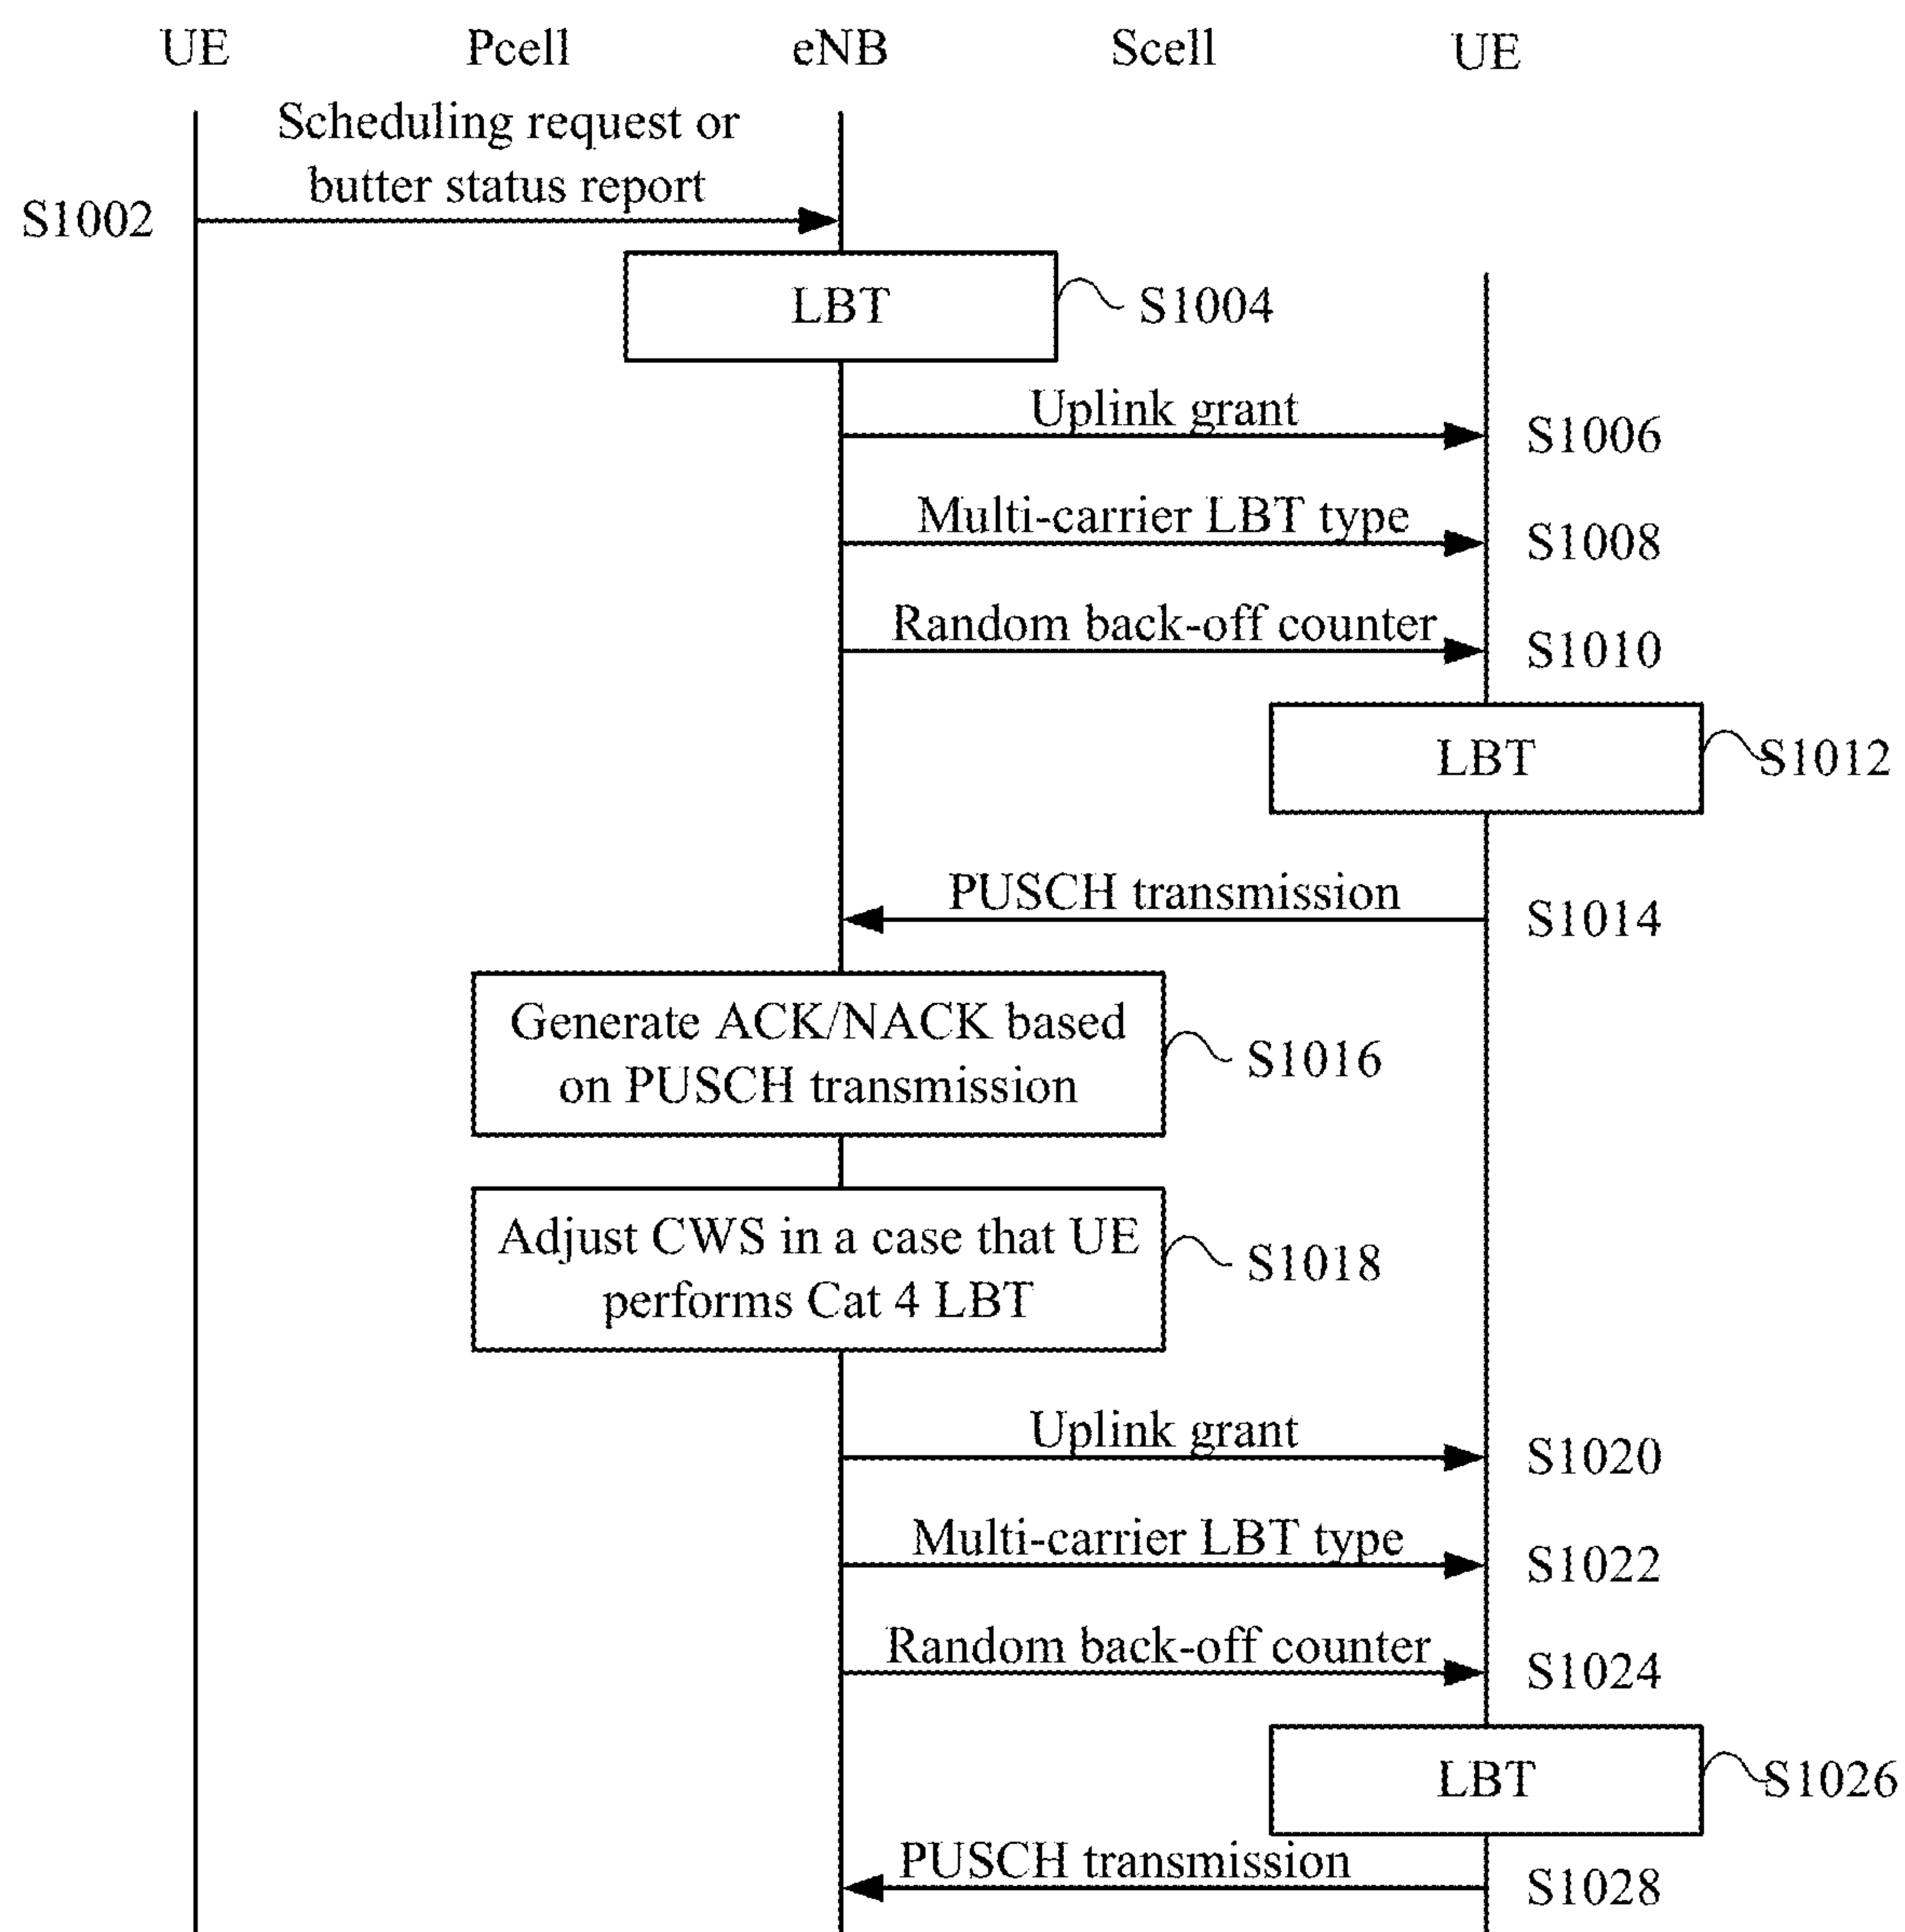 UE Pcell eNB Scell UE
Scheduling request or
butter status report
S1002
LBT
S1004
Uplink grant
S1006
Multi-carrier LBT type
S1008
Random back-off counter
S1010
LBT
S1012
PUSCH transmission
S1014
Generate ACK/NACK based
on PUSCH transmission
S1016
Adjust CWS in a case that UE
performs Cat 4 LBT
S1018
Uplink grant
S1020
Multi-carrier LBT type
S1022
Random back-off counter
S1024
LBT
S1026
PUSCH transmission
S1028